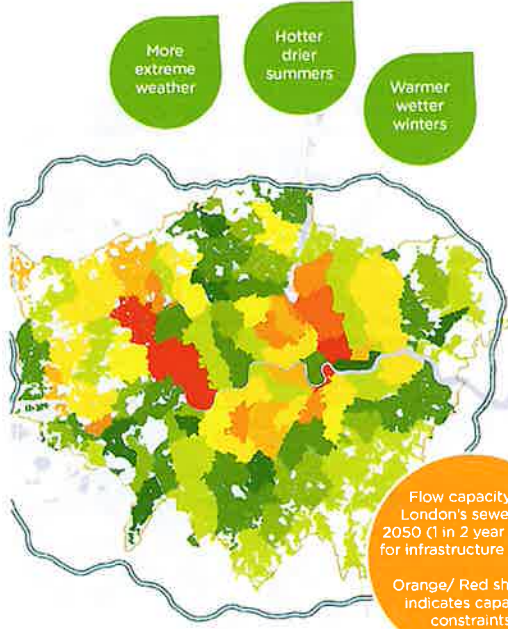 More
extreme
weather
Hotter
drier
summers
Warmer
wetter
winters
Flow capacity
London's sewe
2050 (1 in 2 year
for infrastructure
Orange/ Red sh
indicates capa
constraints